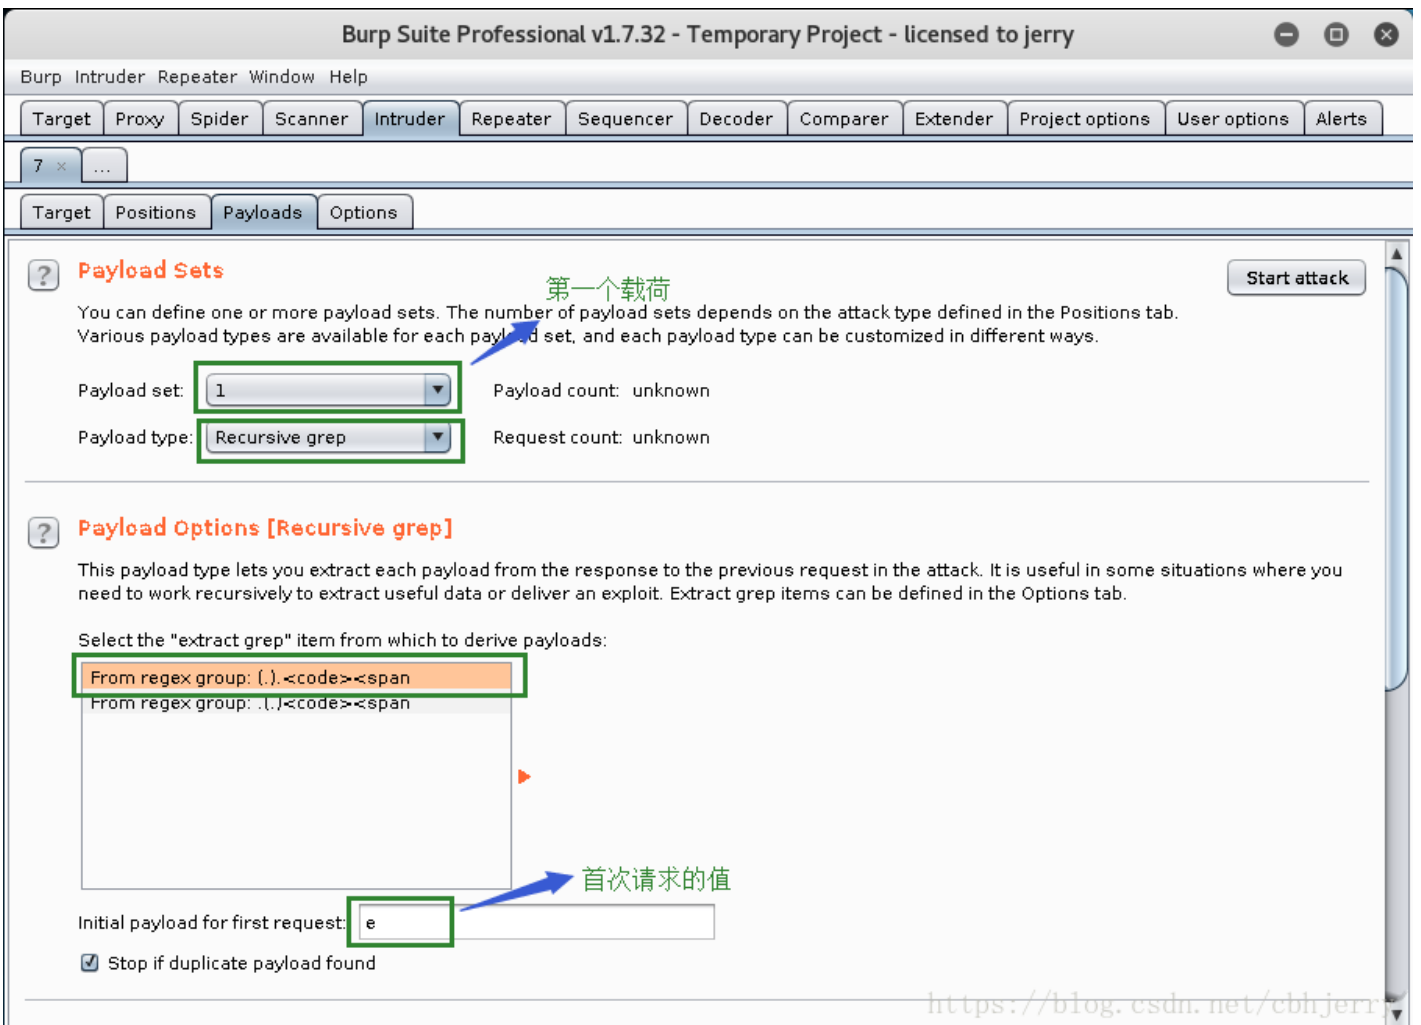 Burp Suite Professional v1.7.32 - Temporary Project - licensed to jerry
Burp Intruder Repeater Window Help
Target Proxy Spider Scanner Intruder Repeater Sequencer Decoder Comparer Extender Project options User options Alerts
7 × ...
Target Positions Payloads Options
? Payload Sets
Start attack
第一个载荷
You can define one or more payload sets. The number of payload sets depends on the attack type defined in the Positions tab.
Various payload types are available for each payload set, and each payload type can be customized in different ways.
Payload set: 1 Payload count: unknown
Payload type: Recursive grep Request count: unknown
? Payload Options [Recursive grep]
This payload type lets you extract each payload from the response to the previous request in the attack. It is useful in some situations where you
need to work recursively to extract useful data or deliver an exploit. Extract grep items can be defined in the Options tab.
Select the "extract grep" item from which to derive payloads:
From regex group: (.).<code><span
From regex group: .(.)<code><span
首次请求的值
Initial payload for first request: e
Stop if duplicate payload found
https://blog.csdn.net/cbhjerry